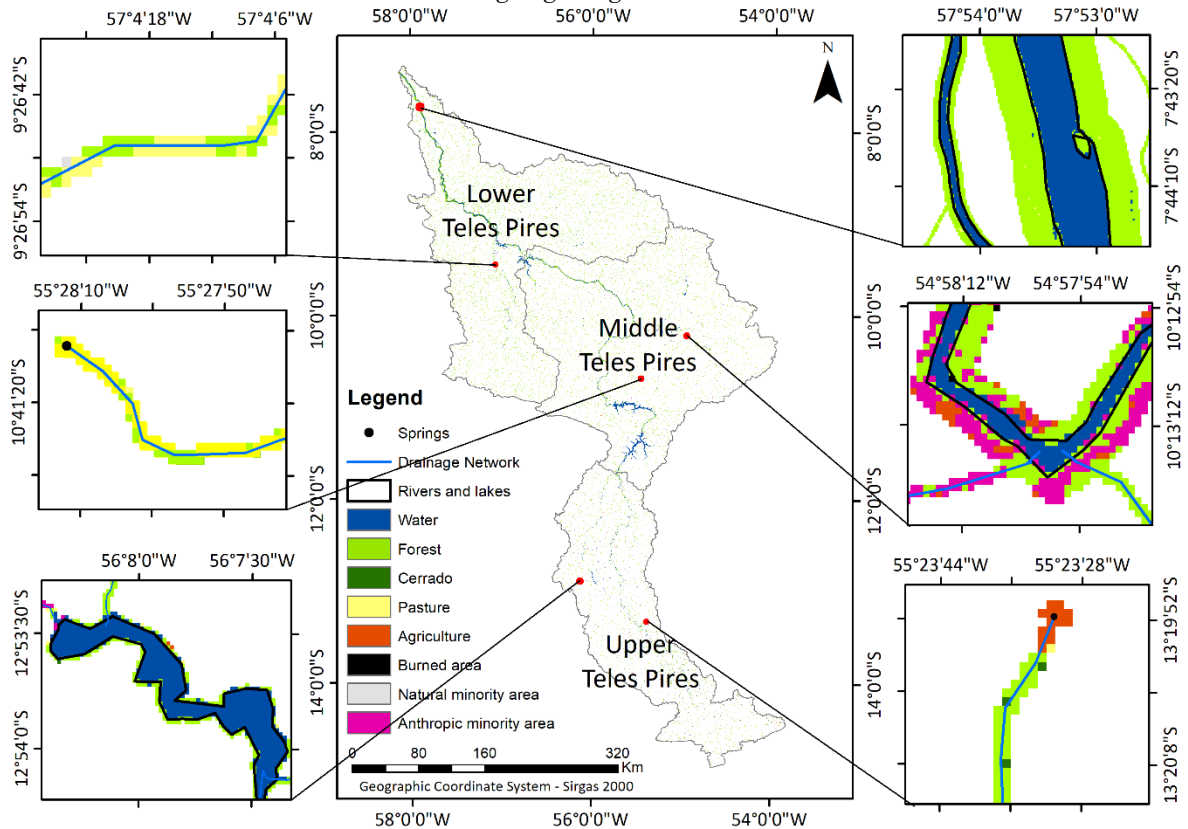 58°0'0"W 56°0'0"W 54°0'0"W
57°4'18"W 57°4'6"W
9°26'42"S
9°26'54"S
55°28'10"W 55°27'50"W
10°41'20"S
56°8'0"W 56°7'30"W
12°53'30"S
12°54'0"S
N
8°0'0"S
10°0'0"S
12°0'0"S
14°0'0"S
Lower
Teles Pires
Middle
Teles Pires
Upper
Teles Pires
Legend
Springs
Drainage Network
Rivers and lakes
Water
Forest
Cerrado
Pasture
Agriculture
Burned area
Natural minority area
Anthropic minority area
0 80 160 320
Km
Geographic Coordinate System - Sirgas 2000
58°0'0"W 56°0'0"W 54°0'0"W
8°0'0"S
10°0'0"S
12°0'0"S
14°0'0"S
57°54'0"W 57°53'0"W
7°43'20"S
7°44'10"S
54°58'12"W 54°57'54"W
10°12'54"S
10°13'12"S
55°23'44"W 55°23'28"W
13°19'52"S
13°20'8"S